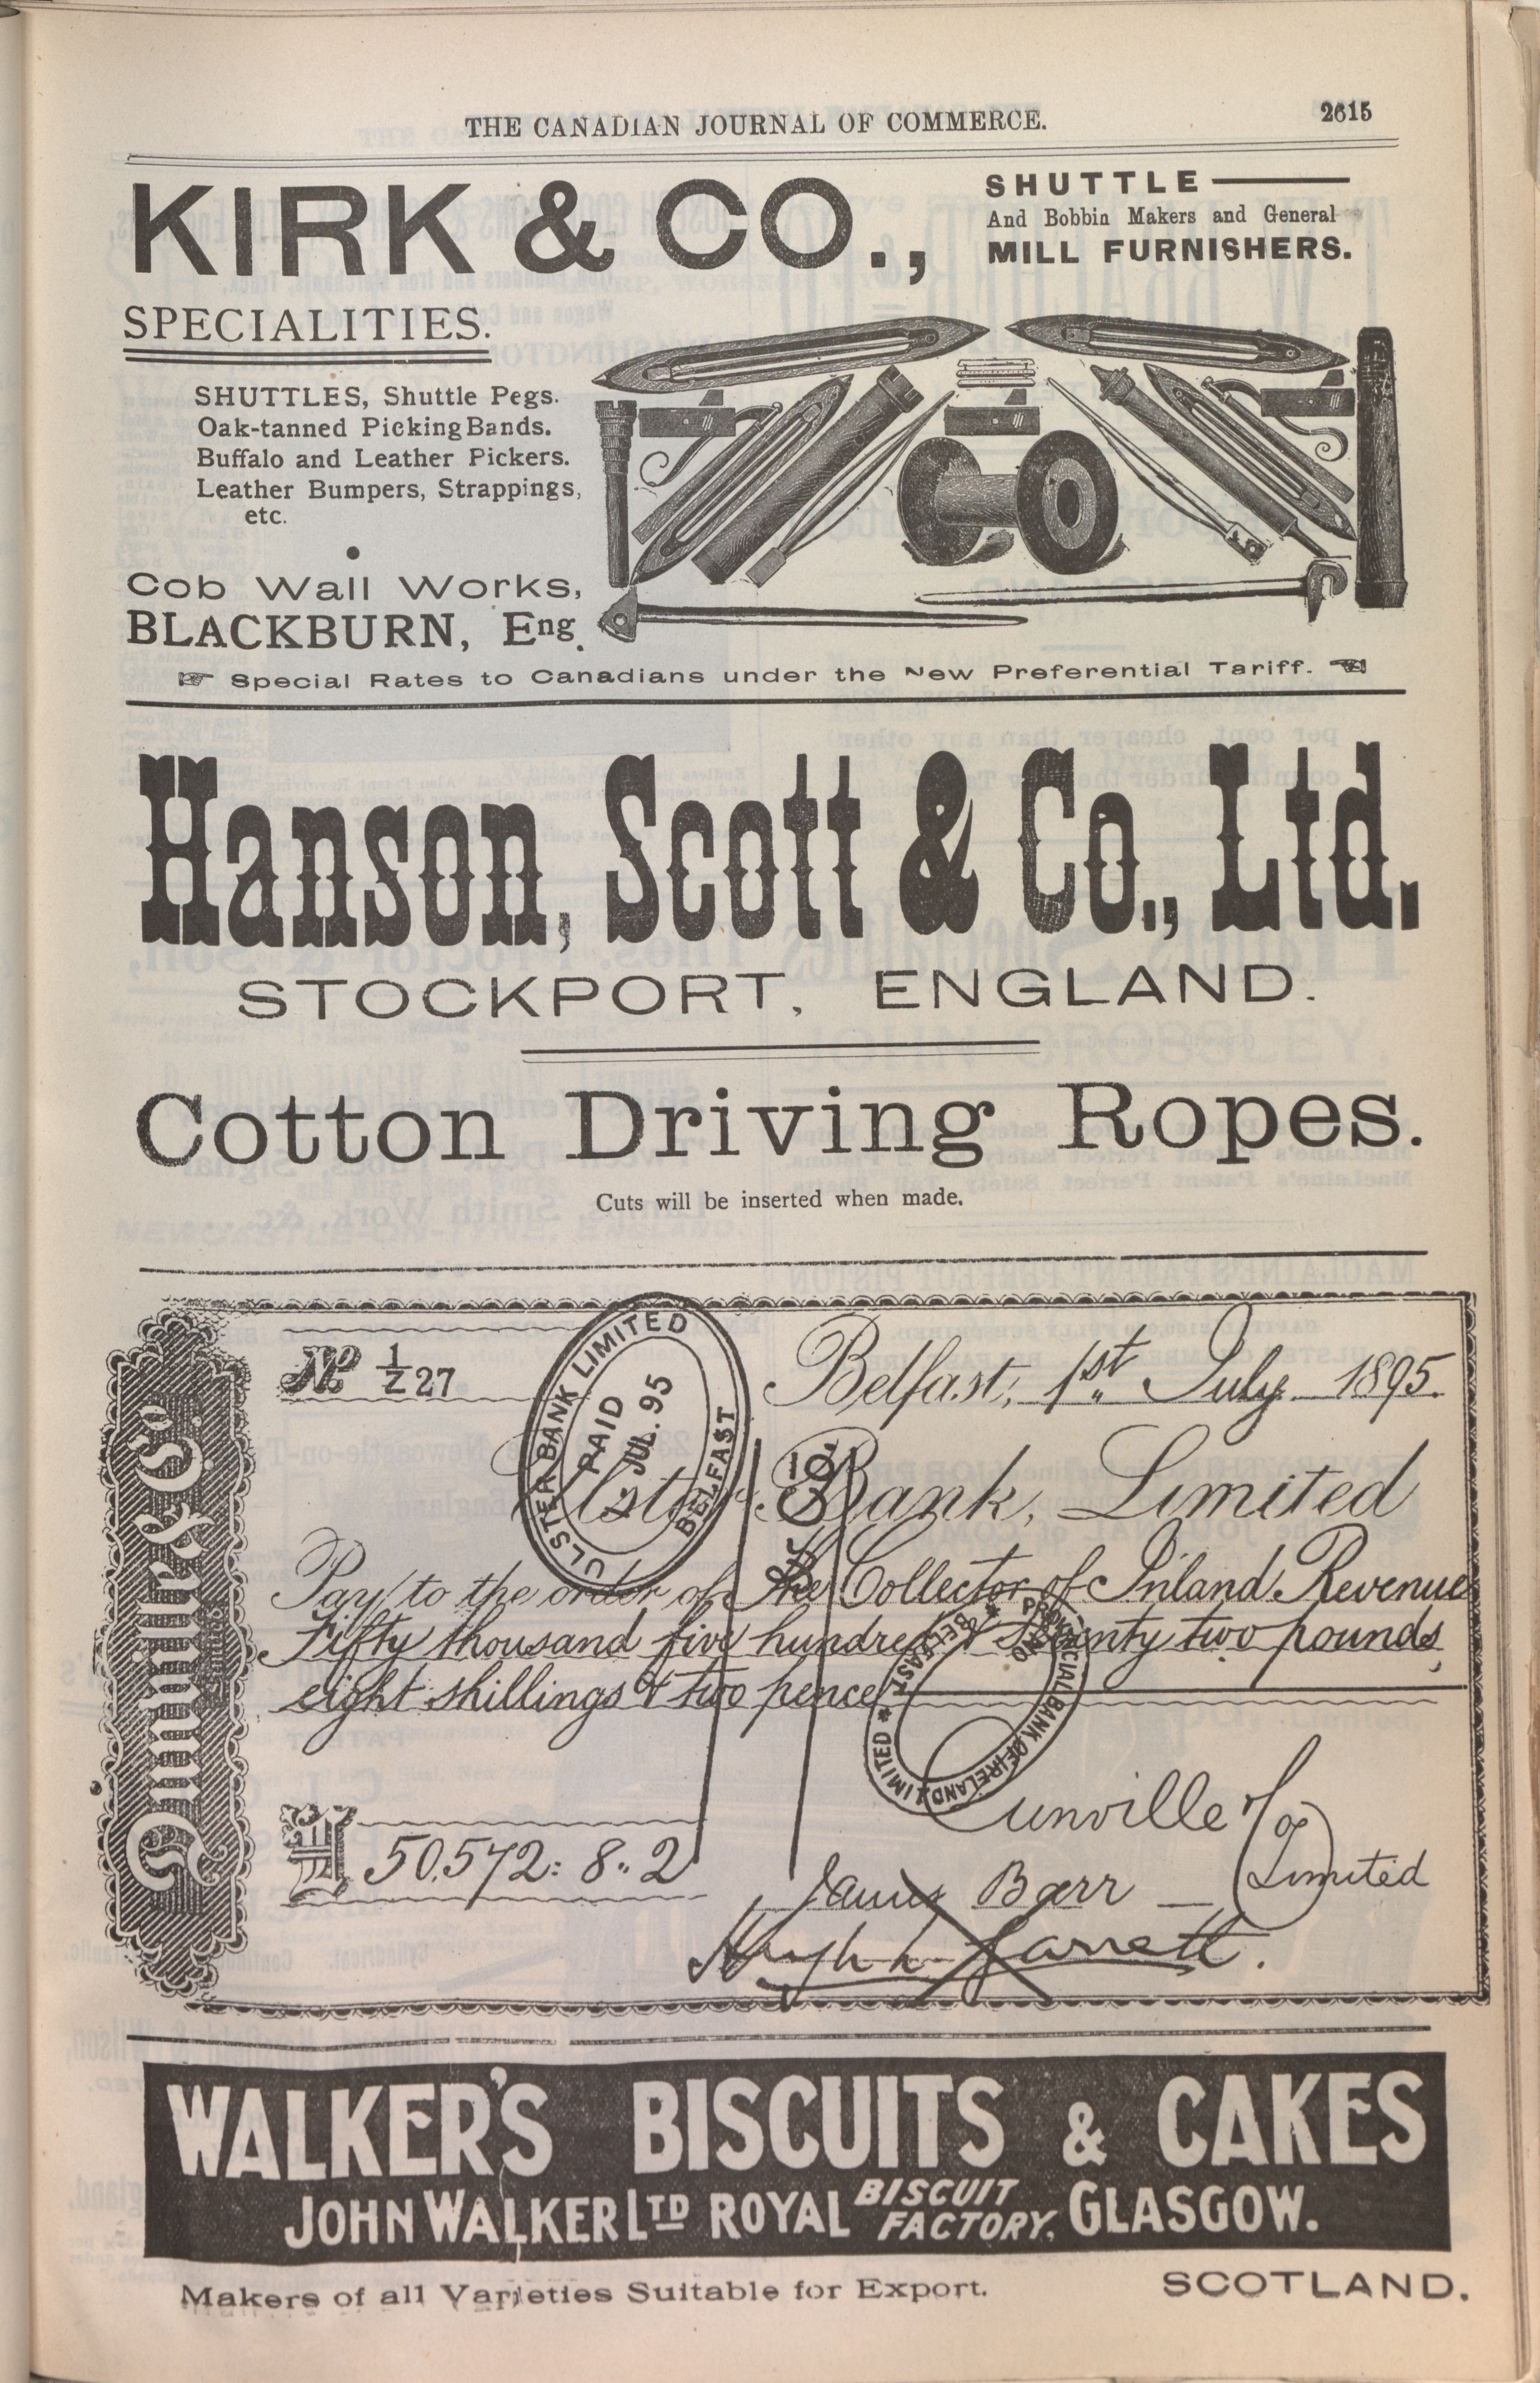 THE CANADIAN JOURNAL OF COMMERCE. 2615
KIRK & CO.,
SHUTTLE
And Bobbin Makers and General
MILL FURNISHERS.
SPECIALITIES.
SHUTTLES, Shuttle Pegs.
Oak-tanned Picking Bands.
Buffalo and Leather Pickers.
Leather Bumpers, Strappings,
etc.
Cob Wall Works,
BLACKBURN, Eng.
☞ Special Rates to Canadians under the New Preferential Tariff. ☜
Hanson, Scott & Co., Ltd.
STOCKPORT, ENGLAND.
Cotton Driving Ropes.
Cuts will be inserted when made.
Dunville & Co.
Limited
No 1/Z 27
Belfast, 1st July 1895.
ULSTER BANK LIMITED
BELFAST
PAID
JUL. 95
Ulster Bank, Limited
& Co.
Pay to the order of The Collector of Inland Revenue
Fifty thousand five hundred & seventy two pounds,
eight shillings & two pence
PROVINCIAL BANK OF IRELAND LIMITED * BELFAST *
£ 50,572: 8.. 2
Dunville & Co
Limited
James Barr
Hugh L. Garrett.
WALKER'S BISCUITS & CAKES
JOHN WALKER LTD ROYAL BISCUIT FACTORY, GLASGOW.
Makers of all Varieties Suitable for Export. SCOTLAND.